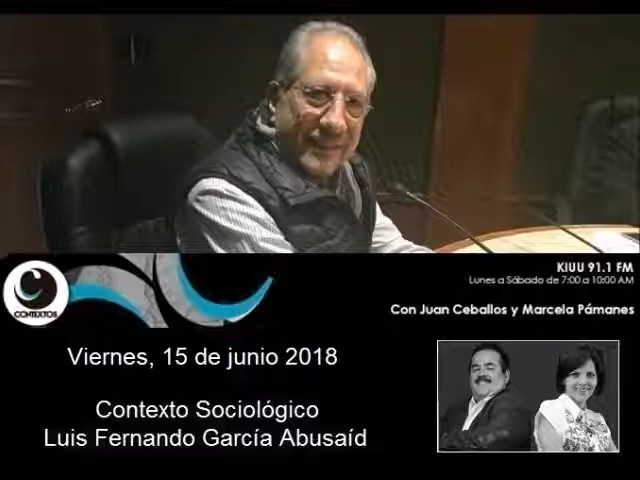 KIUU 91.1 FM
Lunes a Sábado de 7:00 a 10:00 AM
CONTEXTOS
Con Juan Ceballos y Marcela Pámanes
Viernes, 15 de junio 2018
Contexto Sociológico
Luis Fernando García Abusaíd